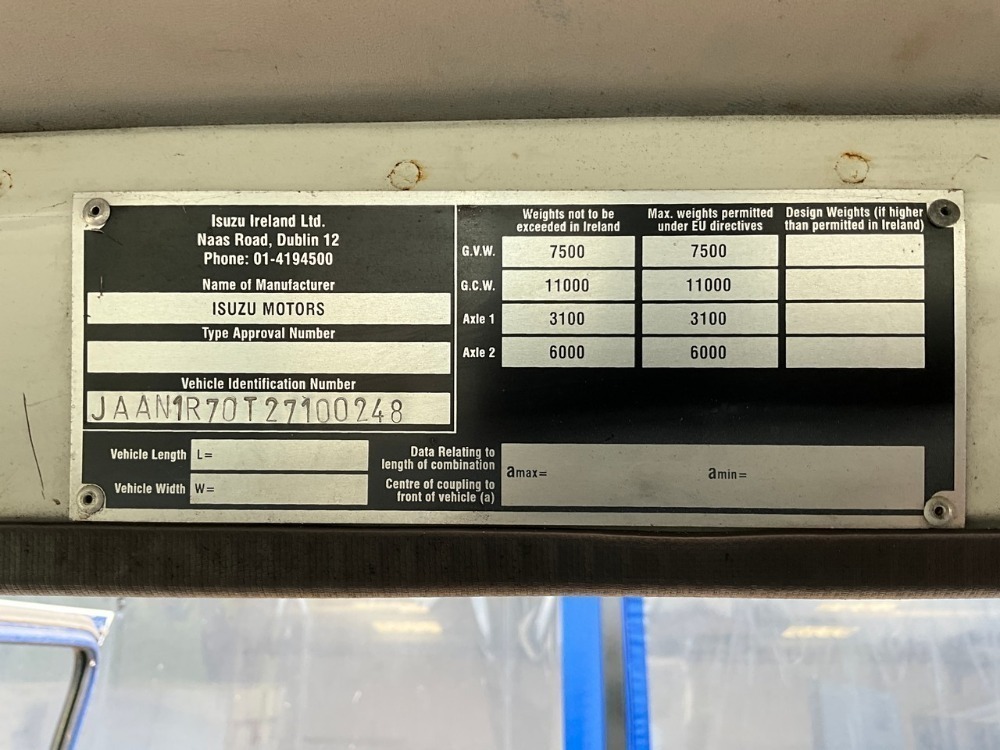 Isuzu Ireland Ltd.
Naas Road, Dublin 12
Phone: 01-4194500
Name of Manufacturer
ISUZU MOTORS
Type Approval Number
Vehicle Identification Number
JAAN1R70T27100248
Vehicle Length L=
Vehicle Width W=
Weights not to be
exceeded in Ireland
Max. weights permitted
under EU directives
Design Weights (if higher
than permitted in Ireland)
G.V.W. 7500 7500
G.C.W. 11000 11000
Axle 1 3100 3100
Axle 2 6000 6000
Data Relating to
length of combination
Centre of coupling to
front of vehicle (a)
amax= amin=